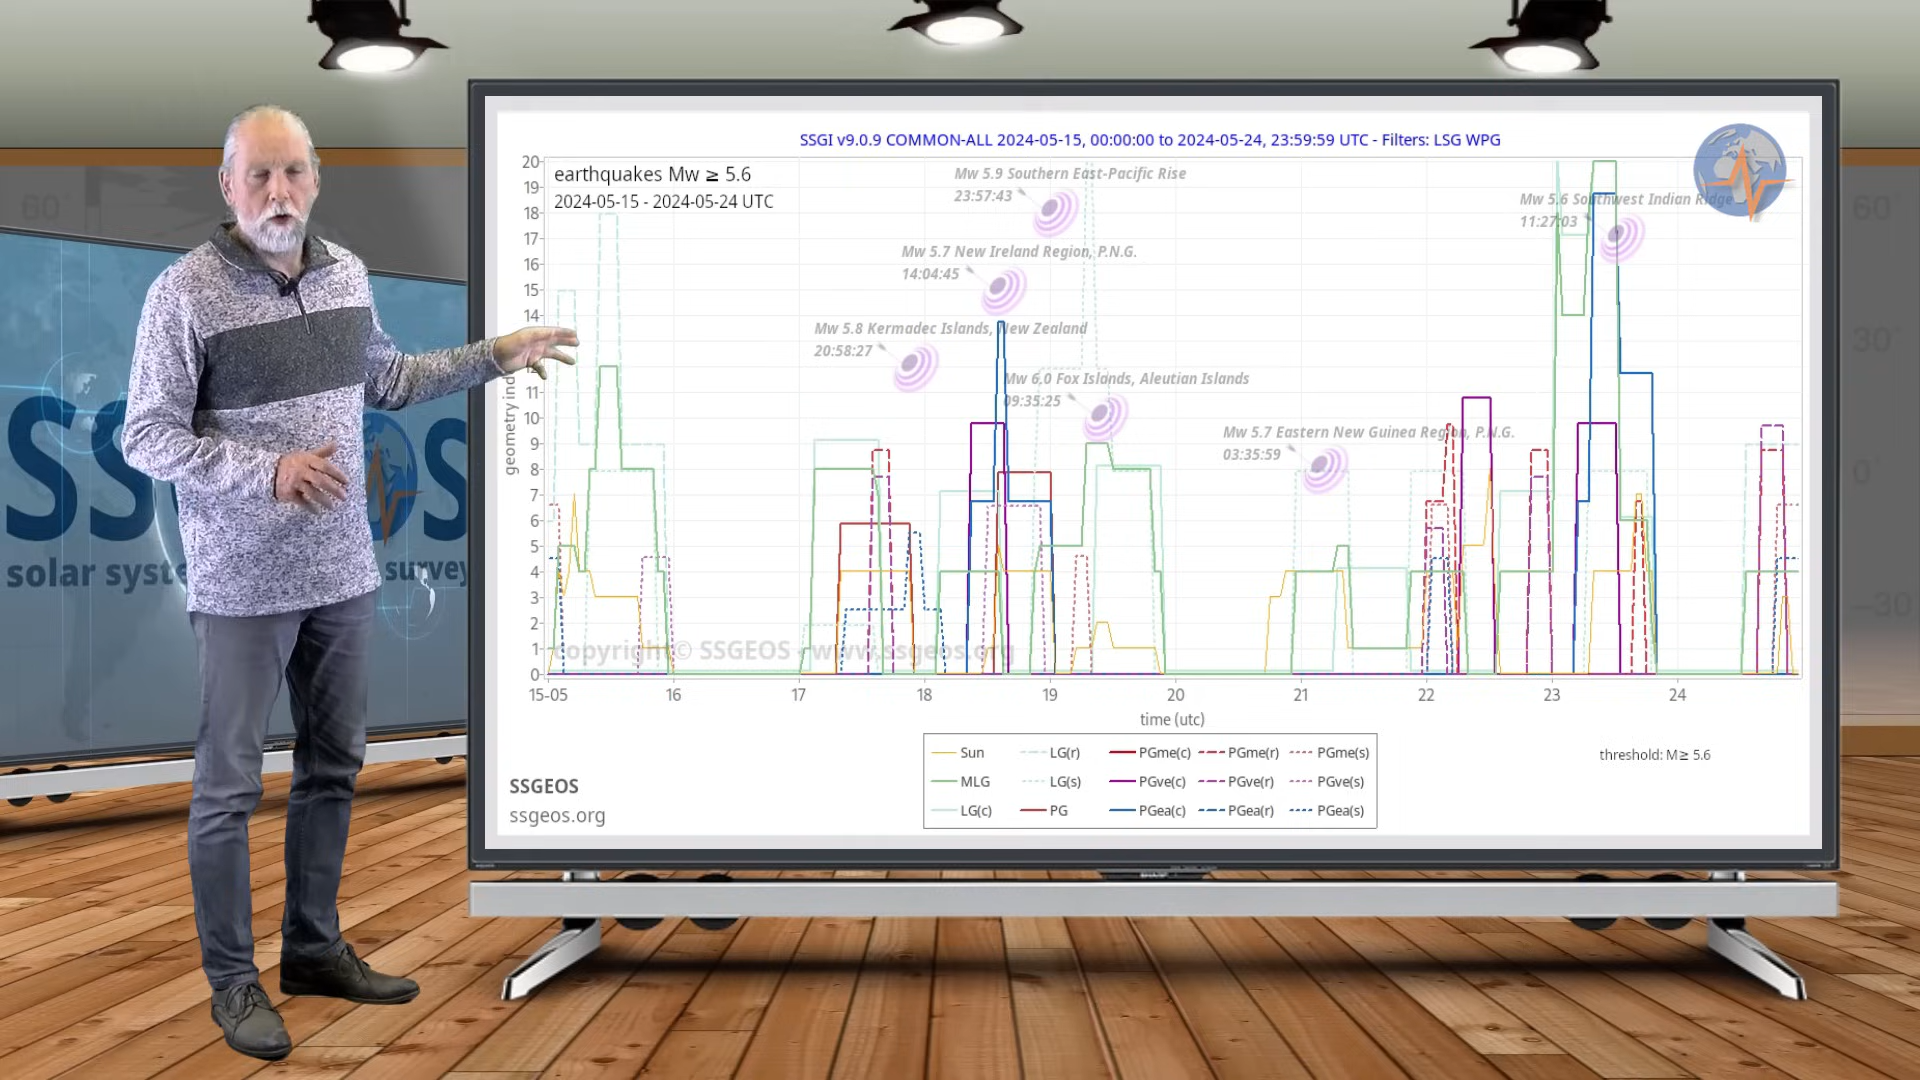 SSGI v9.0.9 COMMON-ALL 2024-05-15, 00:00:00 to 2024-05-24, 23:59:59 UTC - Filters: LSG WPG
earthquakes Mw ≥ 5.6
2024-05-15 - 2024-05-24 UTC
Mw 5.9 Southern East-Pacific Rise
23:57:43
Mw 5.6 Southwest Indian Ridge
11:27:03
Mw 5.7 New Ireland Region, P.N.G.
14:04:45
Mw 5.8 Kermadec Islands, New Zealand
20:58:27
Mw 6.0 Fox Islands, Aleutian Islands
09:35:25
Mw 5.7 Eastern New Guinea Region, P.N.G.
03:35:59
20
19
18
17
16
15
14
11
10
9
8
7
6
5
4
3
2
1
0
geometry
copyright © SSGEOS - www.ssgeos.org
15-05 16 17 18 19 20 21 22 23 24
time (utc)
Sun LG(r) PGme(c) PGme(r) PGme(s)
MLG LG(s) PGve(c) PGve(r) PGve(s)
LG(c) PG PGea(c) PGea(r) PGea(s)
threshold: M≥ 5.6
SSGEOS
ssgeos.org
60°
30°
0°
-30
60°
solar
survey